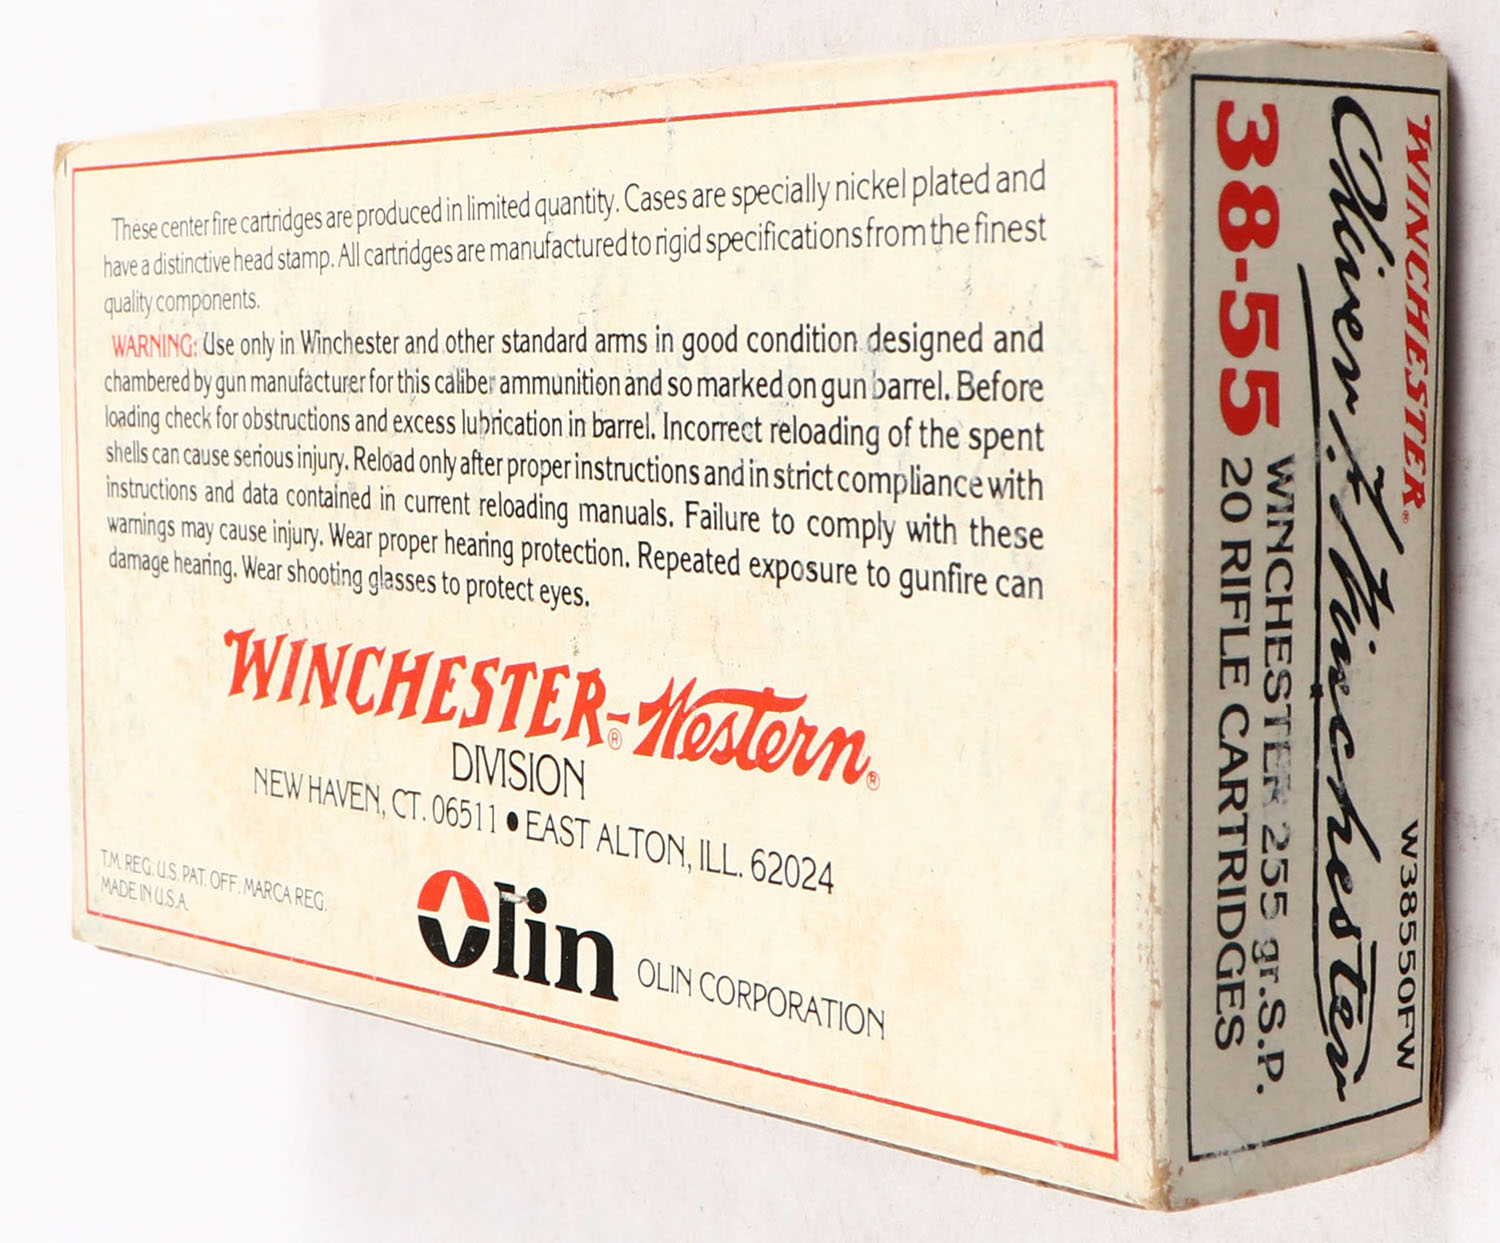 These center fire cartridges are produced in limited quantity. Cases are specially nickel plated and
have a distinctive head stamp. All cartridges are manufactured to rigid specifications from the finest
quality components.
WARNING: Use only in Winchester and other standard arms in good condition designed and
chambered by gun manufacturer for this caliber ammunition and so marked on gun barrel. Before
loading check for obstructions and excess lubrication in barrel. Incorrect reloading of the spent
shells can cause serious injury. Reload only after proper instructions and in strict compliance with
instructions and data contained in current reloading manuals. Failure to comply with these
warnings may cause injury. Wear proper hearing protection. Repeated exposure to gunfire can
damage hearing. Wear shooting glasses to protect eyes.
WINCHESTER®-Western®
DIVISION
NEW HAVEN, CT. 06511 • EAST ALTON, ILL. 62024
T.M. REG. U.S. PAT. OFF. MARCA REG.
MADE IN U.S.A.
Olin OLIN CORPORATION
WINCHESTER® W3855OFW
Oliver F. Winchester
38-55 WINCHESTER 255 gr. S.P.
20 RIFLE CARTRIDGES